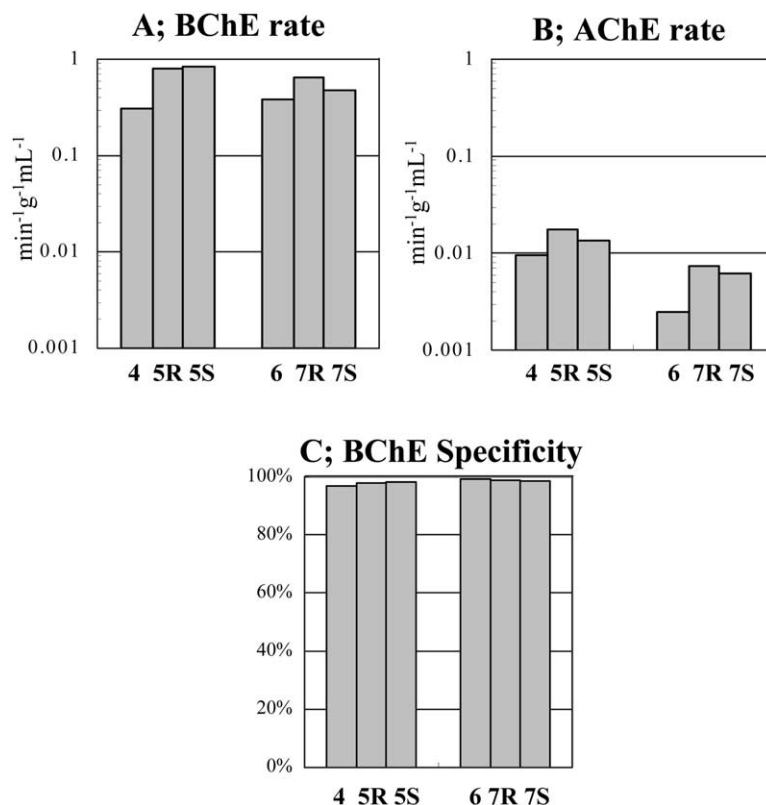 A; BChE rate
1
0.1
0.01
0.001
min⁻¹g⁻¹mL⁻¹
4 5R 5S 6 7R 7S
B; AChE rate
1
0.1
0.01
0.001
min⁻¹g⁻¹mL⁻¹
4 5R 5S 6 7R 7S
C; BChE Specificity
100%
80%
60%
40%
20%
0%
4 5R 5S 6 7R 7S